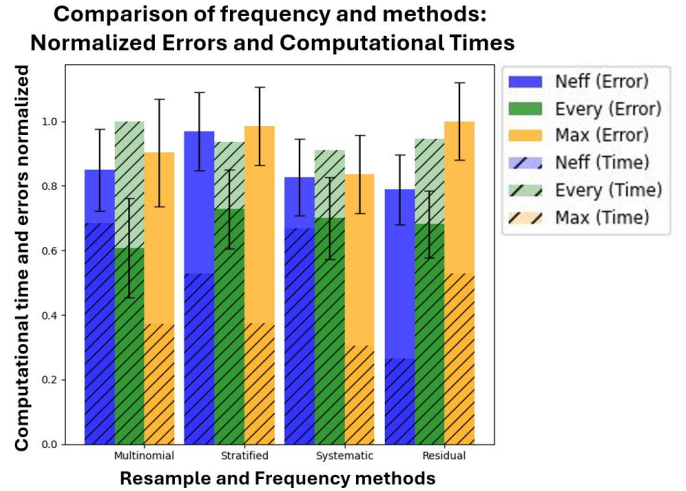 Comparison of frequency and methods:
Normalized Errors and Computational Times
Computational time and errors normalized
1.0
0.8
0.6
0.4
0.2
0.0
Multinomial
Stratified
Systematic
Residual
Resample and Frequency methods
Neff (Error)
Every (Error)
Max (Error)
Neff (Time)
Every (Time)
Max (Time)